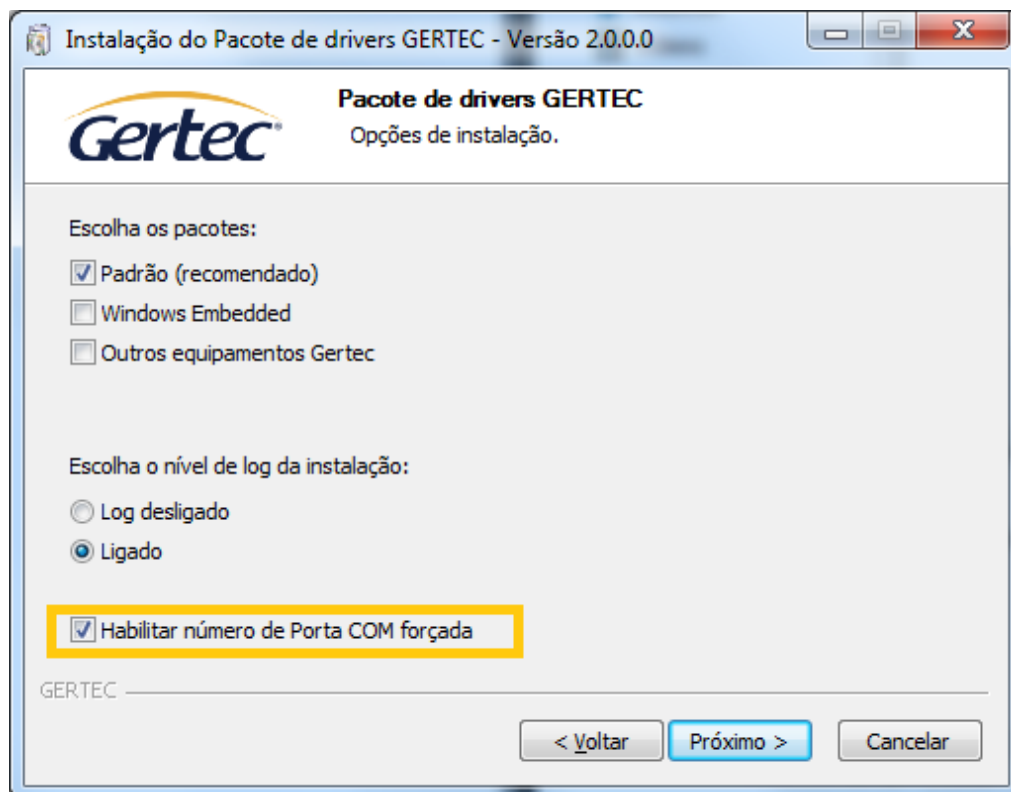 Instalação do Pacote de drivers GERTEC - Versão 2.0.0.0
Gertec
Pacote de drivers GERTEC
Opções de instalação.
Escolha os pacotes:
Padrão (recomendado)
Windows Embedded
Outros equipamentos Gertec
Escolha o nível de log da instalação:
Log desligado
Ligado
Habilitar número de Porta COM forçada
GERTEC
< Voltar
Próximo >
Cancelar